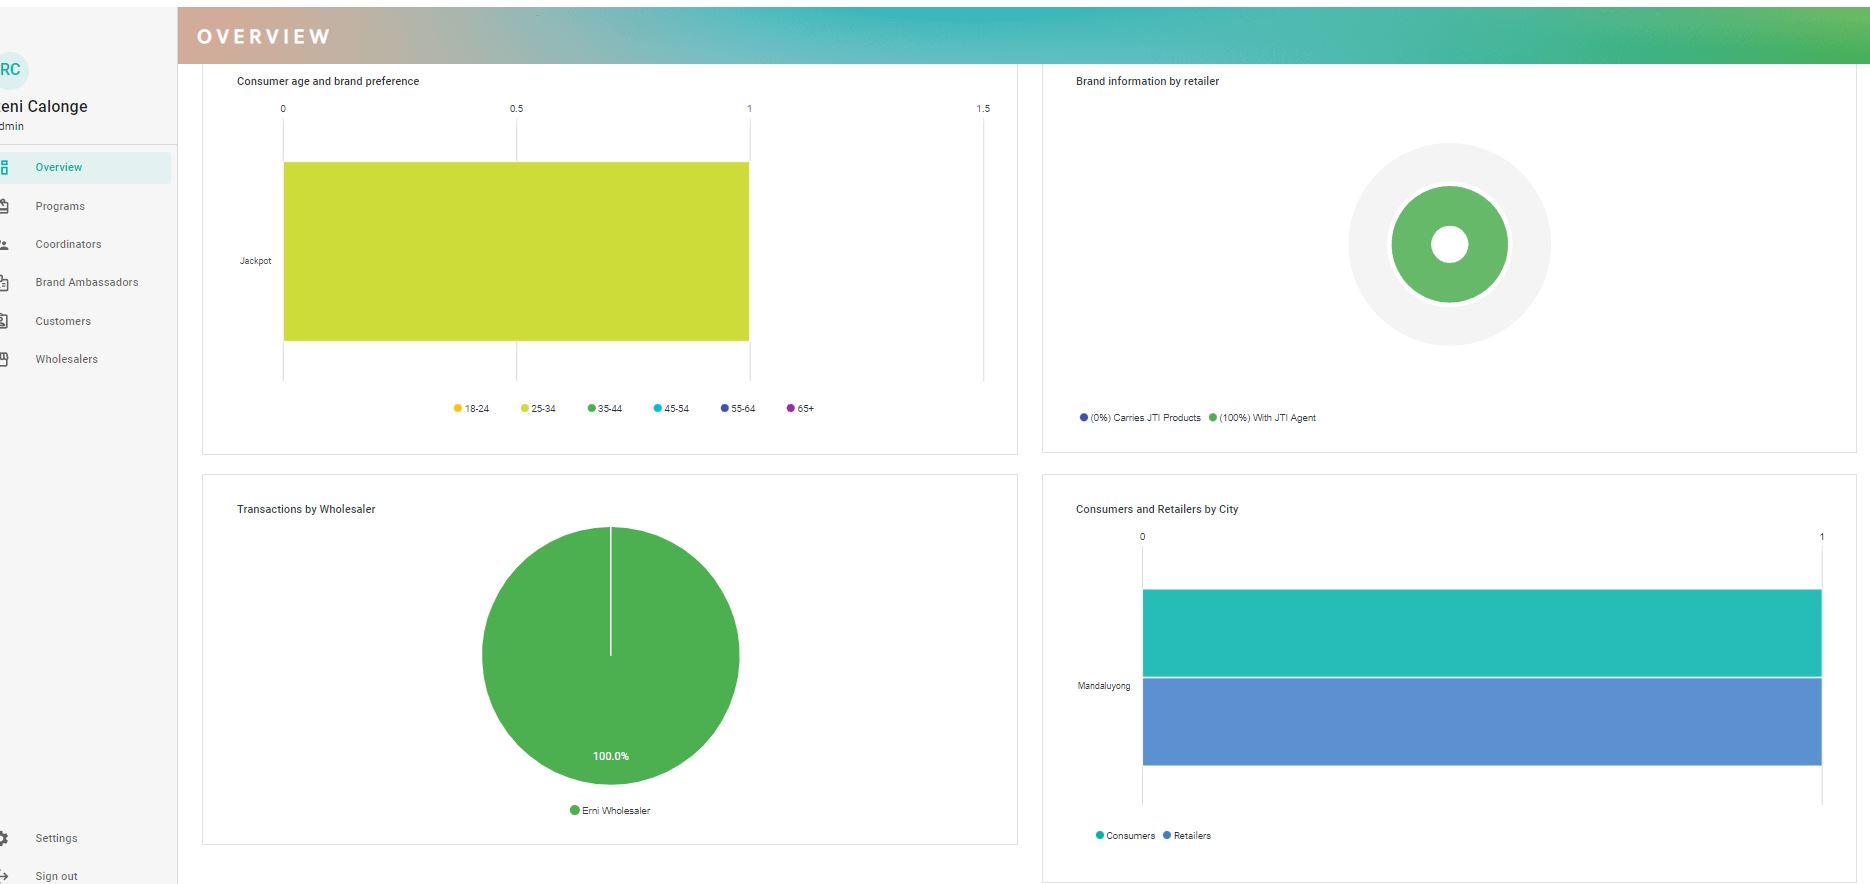 OVERVIEW
RC
eni Calonge
dmin
Overview
Programs
Coordinators
Brand Ambassadors
Customers
Wholesalers
Settings
Sign out
Consumer age and brand preference
0 0.5 1 1.5
Jackpot
18-24 25-34 35-44 45-54 55-64 65+
Brand information by retailer
(0%) Carries JTI Products (100%) With JTI Agent
Transactions by Wholesaler
100.0%
Erni Wholesaler
Consumers and Retailers by City
0 1
Mandaluyong
Consumers Retailers